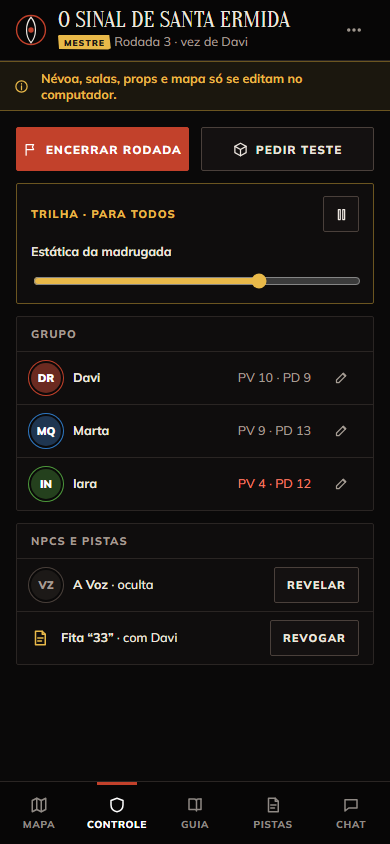 O SINAL DE SANTA ERMIDA
MESTRE Rodada 3 · vez de Davi
Névoa, salas, props e mapa só se editam no
computador.
ENCERRAR RODADA
PEDIR TESTE
TRILHA · PARA TODOS
Estática da madrugada
GRUPO
DR Davi PV 10 · PD 9
MQ Marta PV 9 · PD 13
IN Iara PV 4 · PD 12
NPCS E PISTAS
VZ A Voz · oculta REVELAR
Fita “33” · com Davi REVOGAR
MAPA CONTROLE GUIA PISTAS CHAT